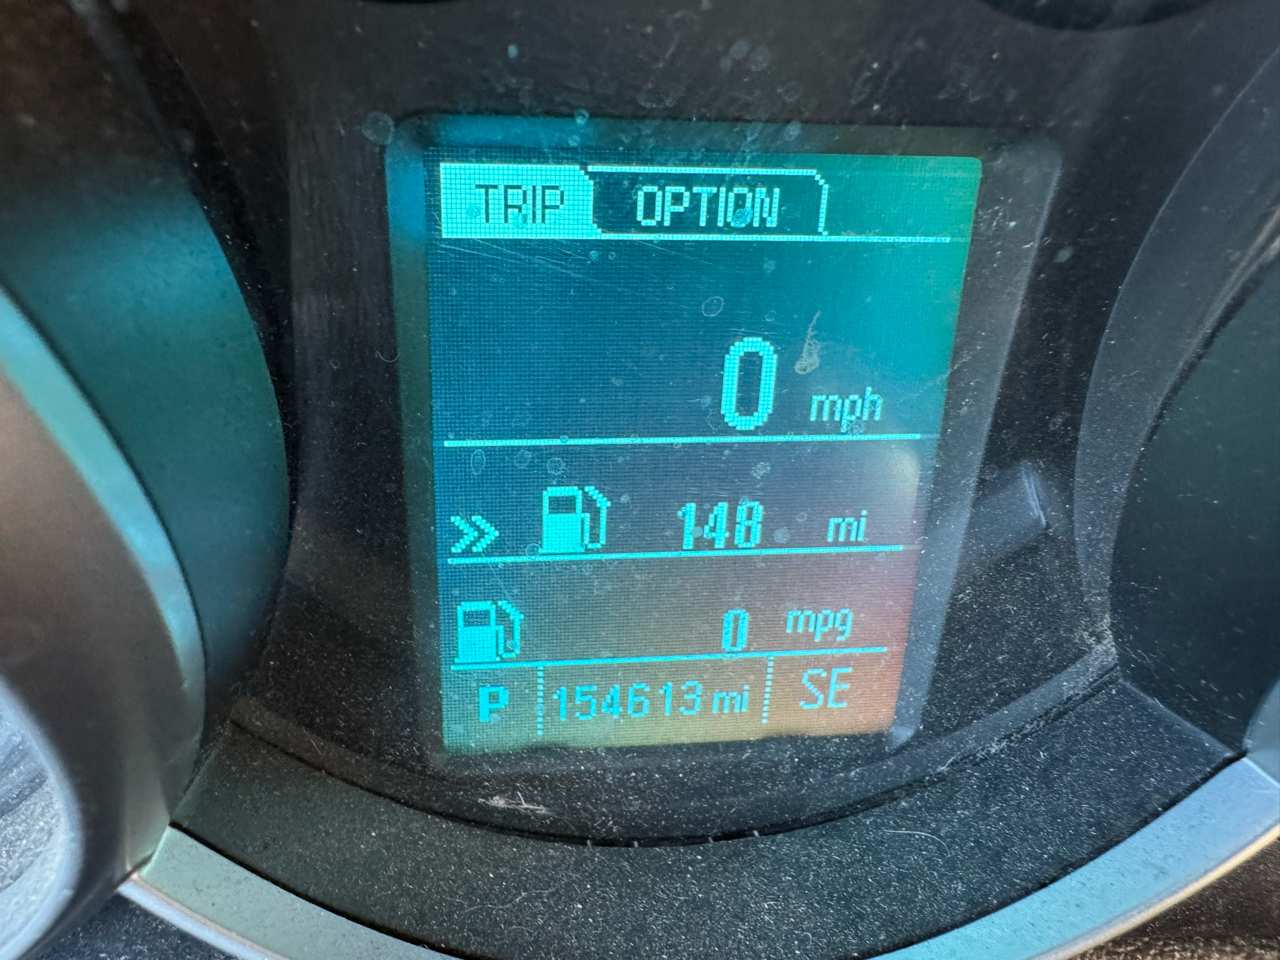 TRIP OPTION
0 mph
148 mi
0 mpg
P 154613 mi SE